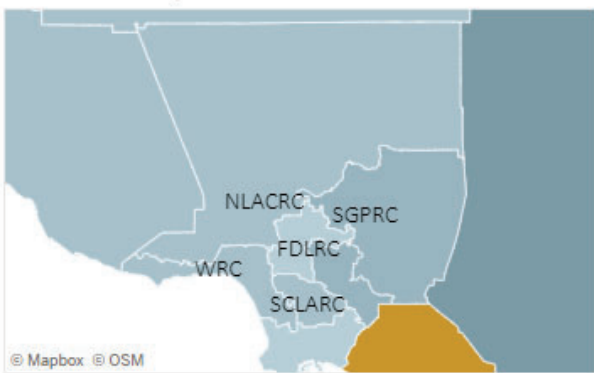 NLACRC
SGPRC
FDLRC
WRC
SCLARC
© Mapbox © OSM